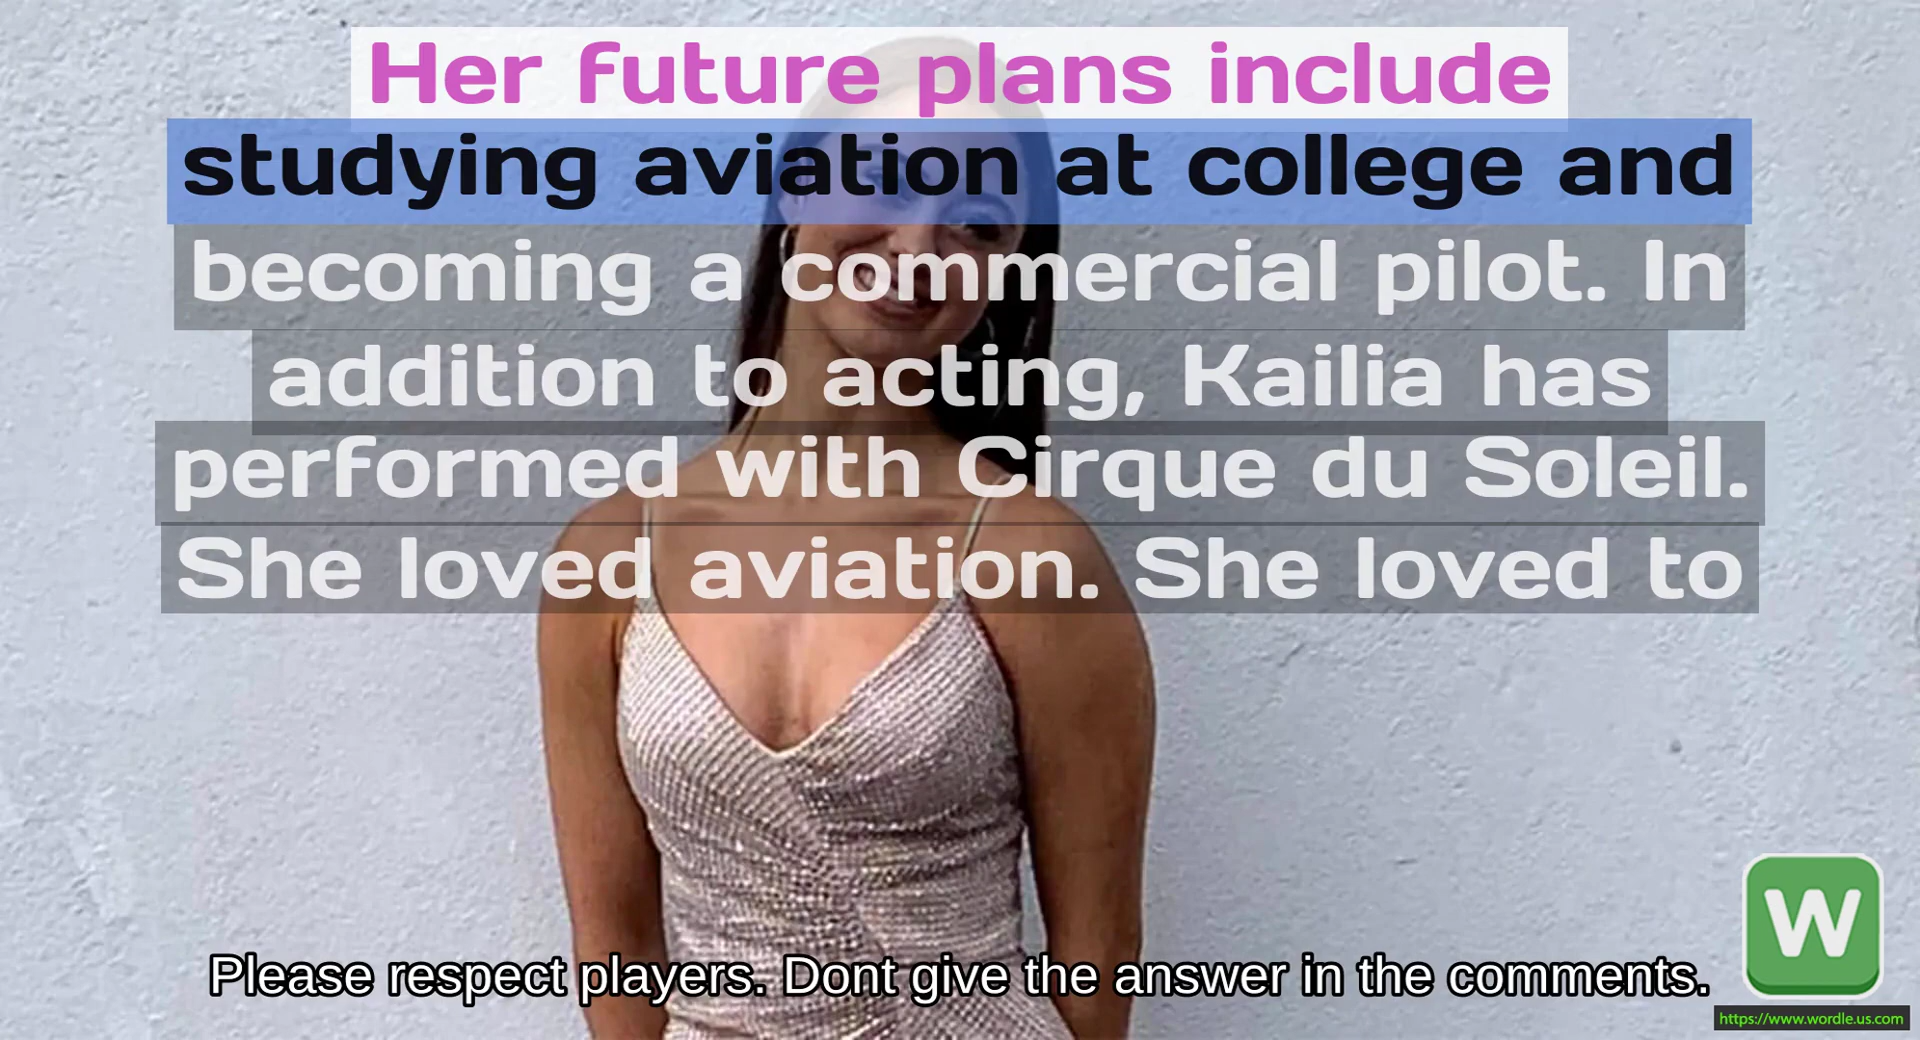 Her future plans include
studying aviation at college and
becoming a commercial pilot. In
addition to acting, Kailia has
performed with Cirque du Soleil.
She loved aviation. She loved to
Please respect players. Dont give the answer in the comments.
W
https://www.wordle.us.com